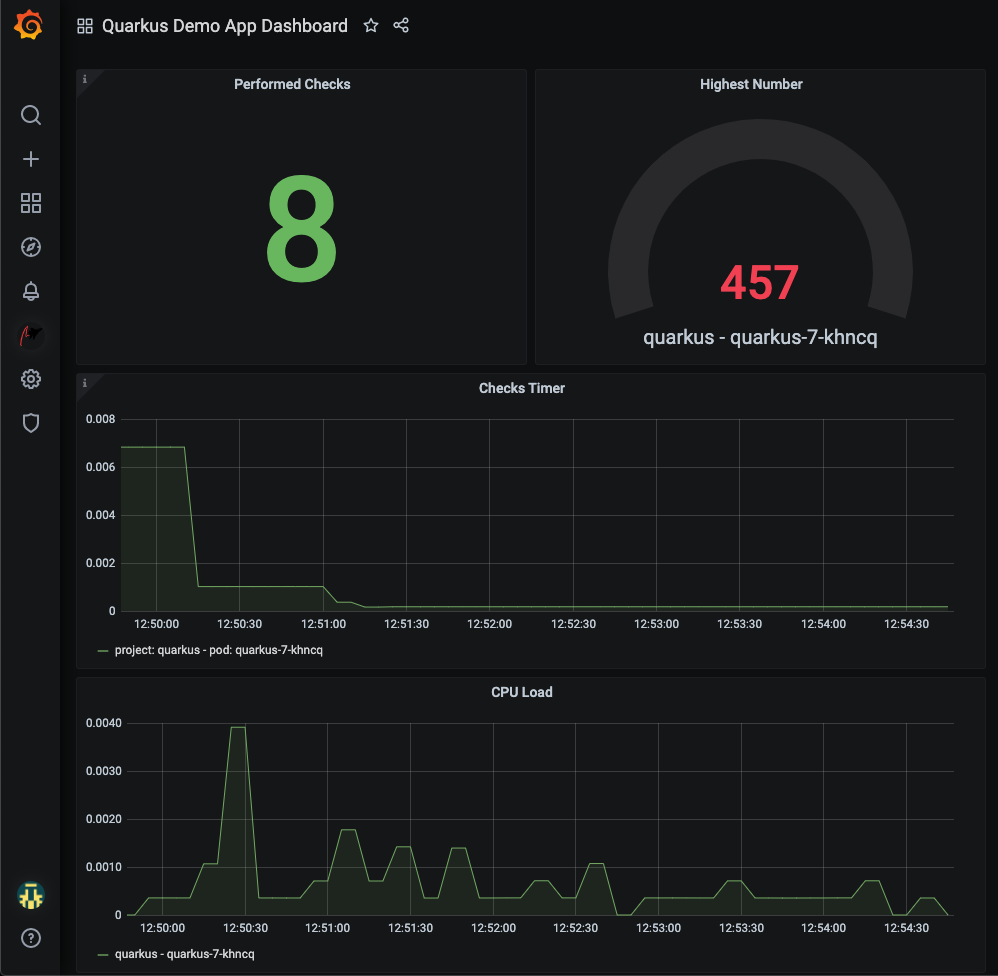 Quarkus Demo App Dashboard
i
Performed Checks
8
Highest Number
457
quarkus - quarkus-7-khncq
i
Checks Timer
0.008
0.006
0.004
0.002
0
12:50:00 12:50:30 12:51:00 12:51:30 12:52:00 12:52:30 12:53:00 12:53:30 12:54:00 12:54:30
project: quarkus - pod: quarkus-7-khncq
CPU Load
0.0040
0.0030
0.0020
0.0010
0
12:50:00 12:50:30 12:51:00 12:51:30 12:52:00 12:52:30 12:53:00 12:53:30 12:54:00 12:54:30
quarkus - quarkus-7-khncq
?